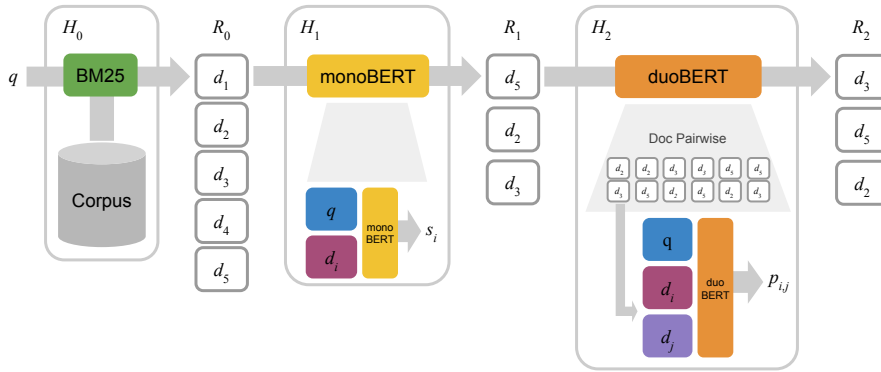 H0 R0 H1 R1 H2 R2
q BM25 d1 monoBERT d5 duoBERT d3
d2 d2 Doc Pairwise d5
d2 d2 d3 d3 d5 d5
d3 d5 d2 d5 d2 d3
Corpus d3 d3 d2
q mono BERT si
di
d4
d5
q
di duo BERT pi,j
dj